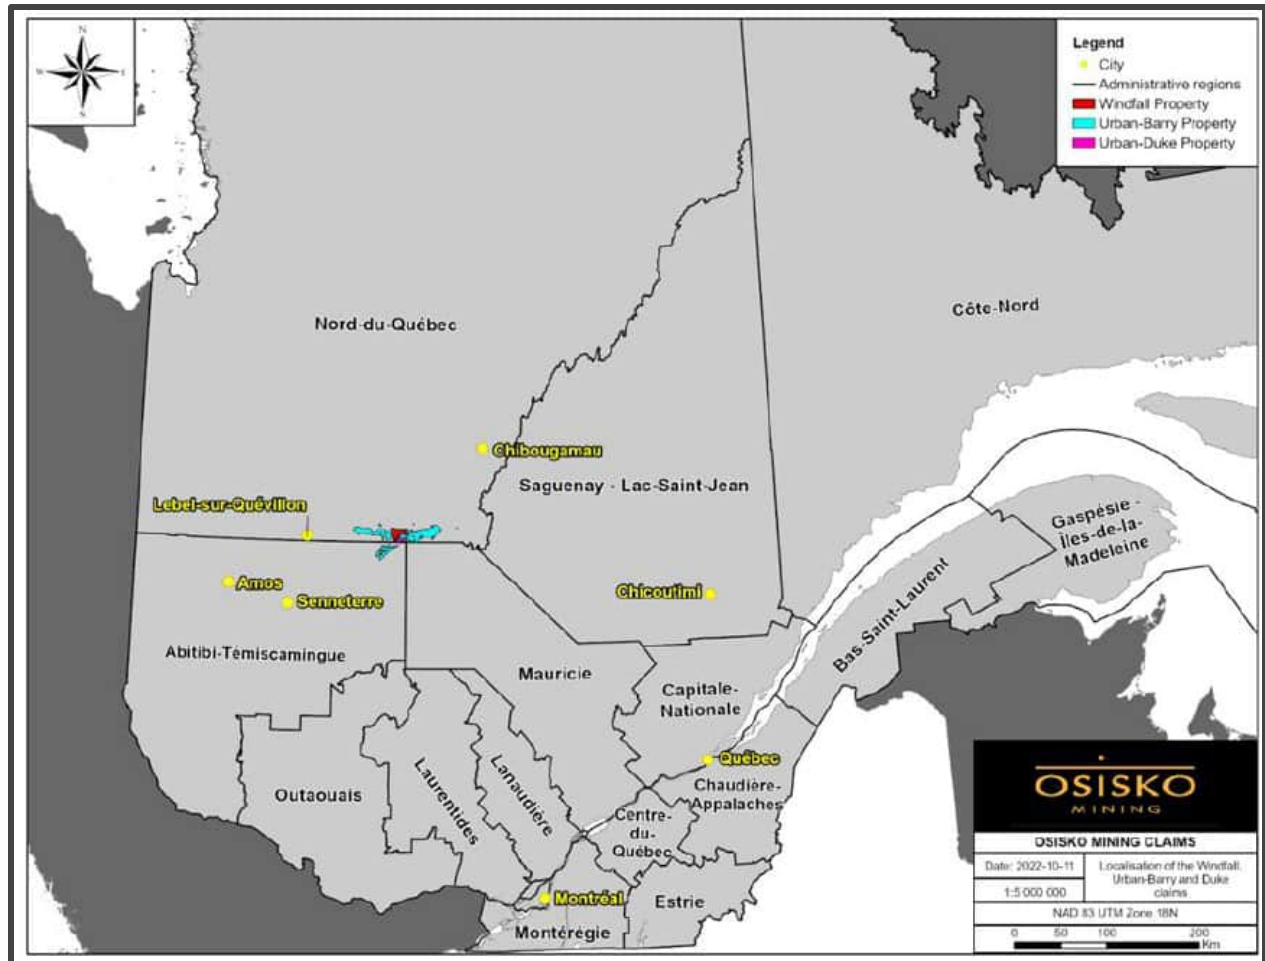 N
W
E
S
Legend
City
Administrative regions
Windfall Property
Urban-Barry Property
Urban-Duke Property
Nord-du-Québec
Côte-Nord
Chibougamau
Saguenay - Lac-Saint-Jean
Lebel-sur-Quévillon
Gaspésie -
Îles-de-la-
Madeleine
Amos
Senneterre
Chicoutimi
Bas-Saint-Laurent
Abitibi-Témiscamingue
Mauricie
Capitale-
Nationale
Québec
Chaudière-
Appalaches
Outaouais
Laurentides
Lanaudière
Centre-
du-
Québec
Montréal
Estrie
Montérégie
OSISKO
MINING
OSISKO MINING CLAIMS
Date: 2022-10-11
1:5 000 000
Localisation of the Windfall,
Urban-Barry and Duke
claims
NAD 83 UTM Zone 18N
0 50 100 200
Km